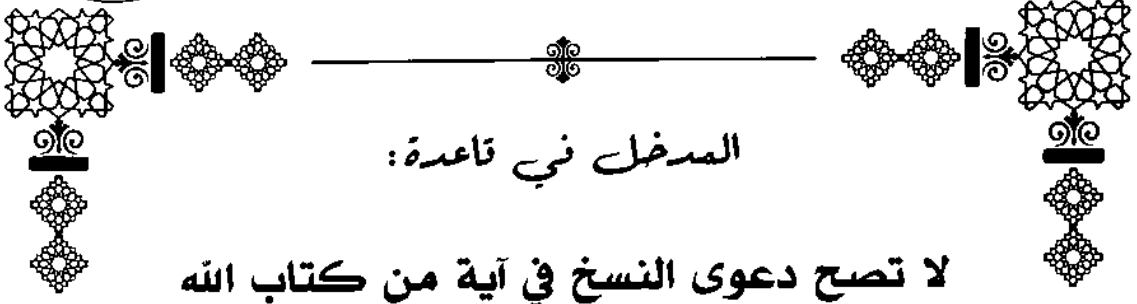 المدخل في قاعدة:
لا تصح دعوى النسخ في آية من كتاب الله